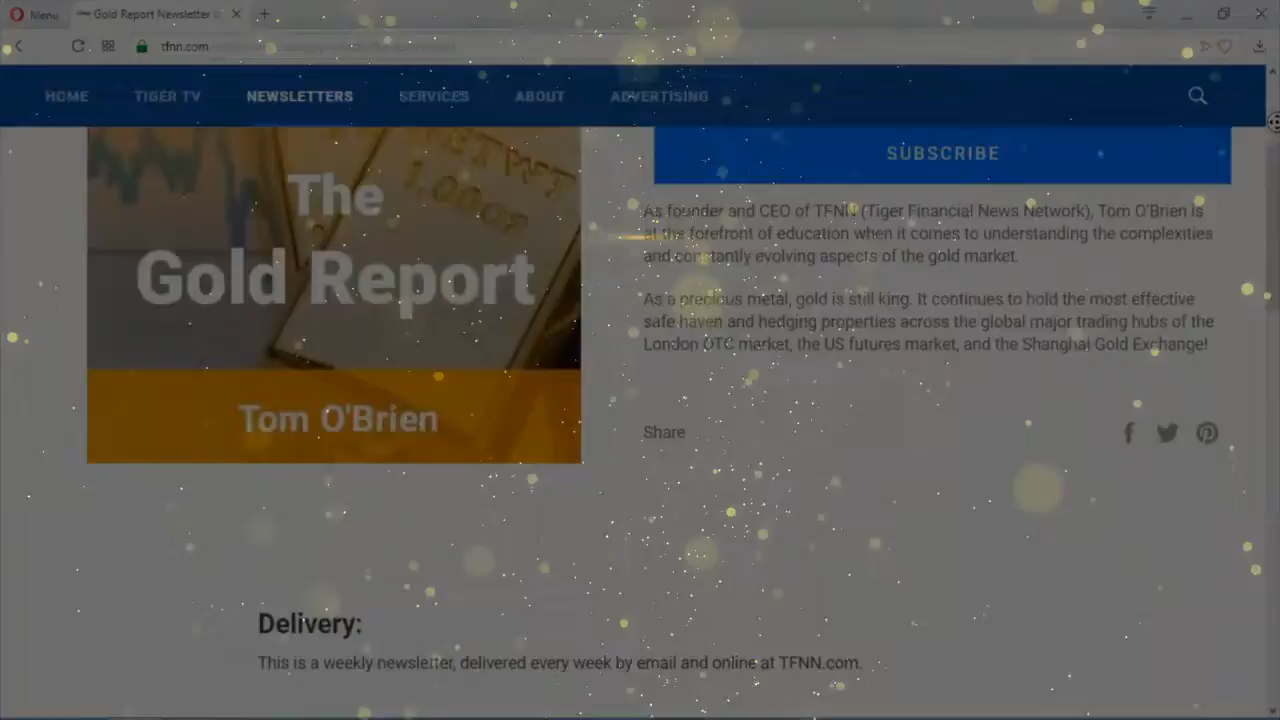 Menu
Gold Report Newsletter
tfnn.com
HOME
TIGER TV
NEWSLETTERS
SERVICES
ABOUT
ADVERTISING
The
Gold Report
Tom O'Brien
SUBSCRIBE
As founder and CEO of TFNN (Tiger Financial News Network), Tom O'Brien is
at the forefront of education when it comes to understanding the complexities
and constantly evolving aspects of the gold market.
As a precious metal, gold is still king. It continues to hold the most effective
safe haven and hedging properties across the global major trading hubs of the
London OTC market, the US futures market, and the Shanghai Gold Exchange!
Share
Delivery:
This is a weekly newsletter, delivered every week by email and online at TFNN.com.